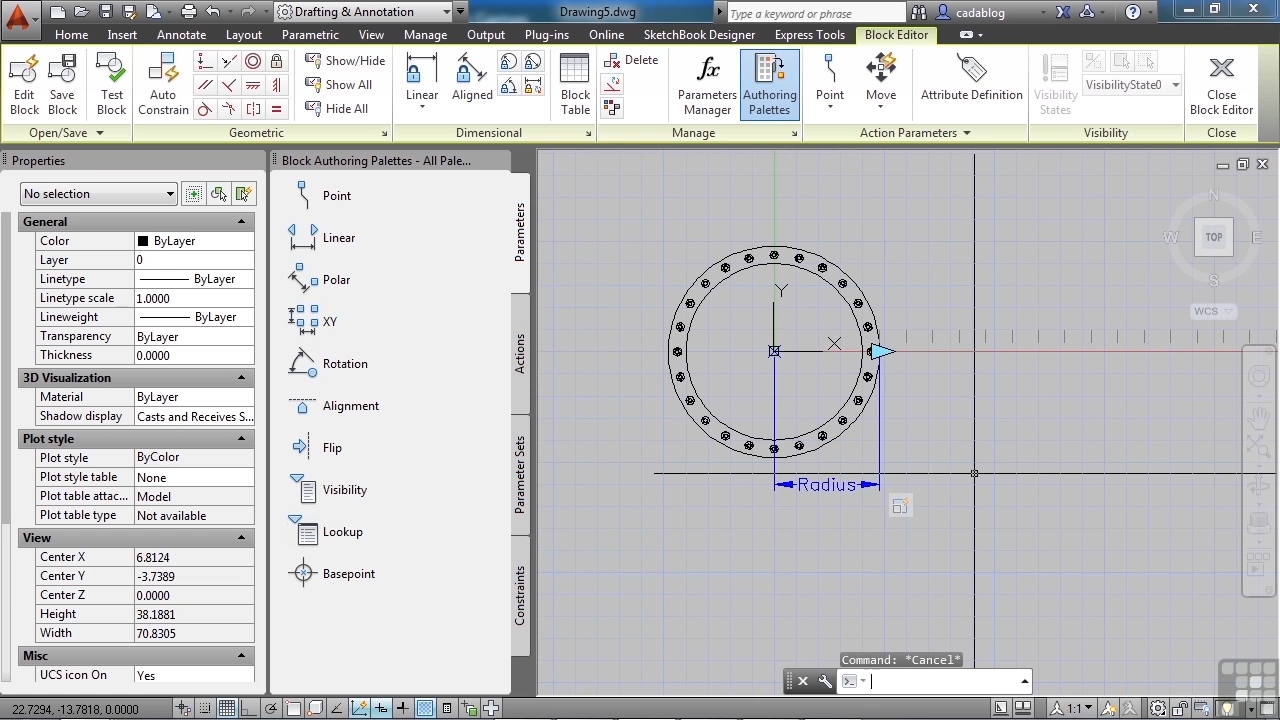 Drafting & Annotation
Drawing5.dwg
Type a keyword or phrase
cadablog
Home Insert Annotate Layout Parametric View Manage Output Plug-ins Online SketchBook Designer Express Tools Block Editor
Edit Block
Save Block
Test Block
Auto Constrain
Show/Hide
Show All
Hide All
Linear
Aligned
Block Table
Delete
Parameters Manager
Authoring Palettes
Point
Move
Attribute Definition
Visibility States
VisibilityState0
Close Block Editor
Open/Save
Geometric
Dimensional
Manage
Action Parameters
Visibility
Close
Properties
No selection
General
Color ByLayer
Layer 0
Linetype ByLayer
Linetype scale 1.0000
Lineweight ByLayer
Transparency ByLayer
Thickness 0.0000
3D Visualization
Material ByLayer
Shadow display Casts and Receives S...
Plot style
Plot style ByColor
Plot style table None
Plot table attac... Model
Plot table type Not available
View
Center X 6.8124
Center Y -3.7389
Center Z 0.0000
Height 38.1881
Width 70.8305
Misc
UCS icon On Yes
Block Authoring Palettes - All Pale...
Point
Linear
Polar
XY
Rotation
Alignment
Flip
Visibility
Lookup
Basepoint
Parameters
Actions
Parameter Sets
Constraints
Y
X
Radius
N
W TOP E
S
WCS
Command: *Cancel*
22.7294, -13.7818, 0.0000
1:1